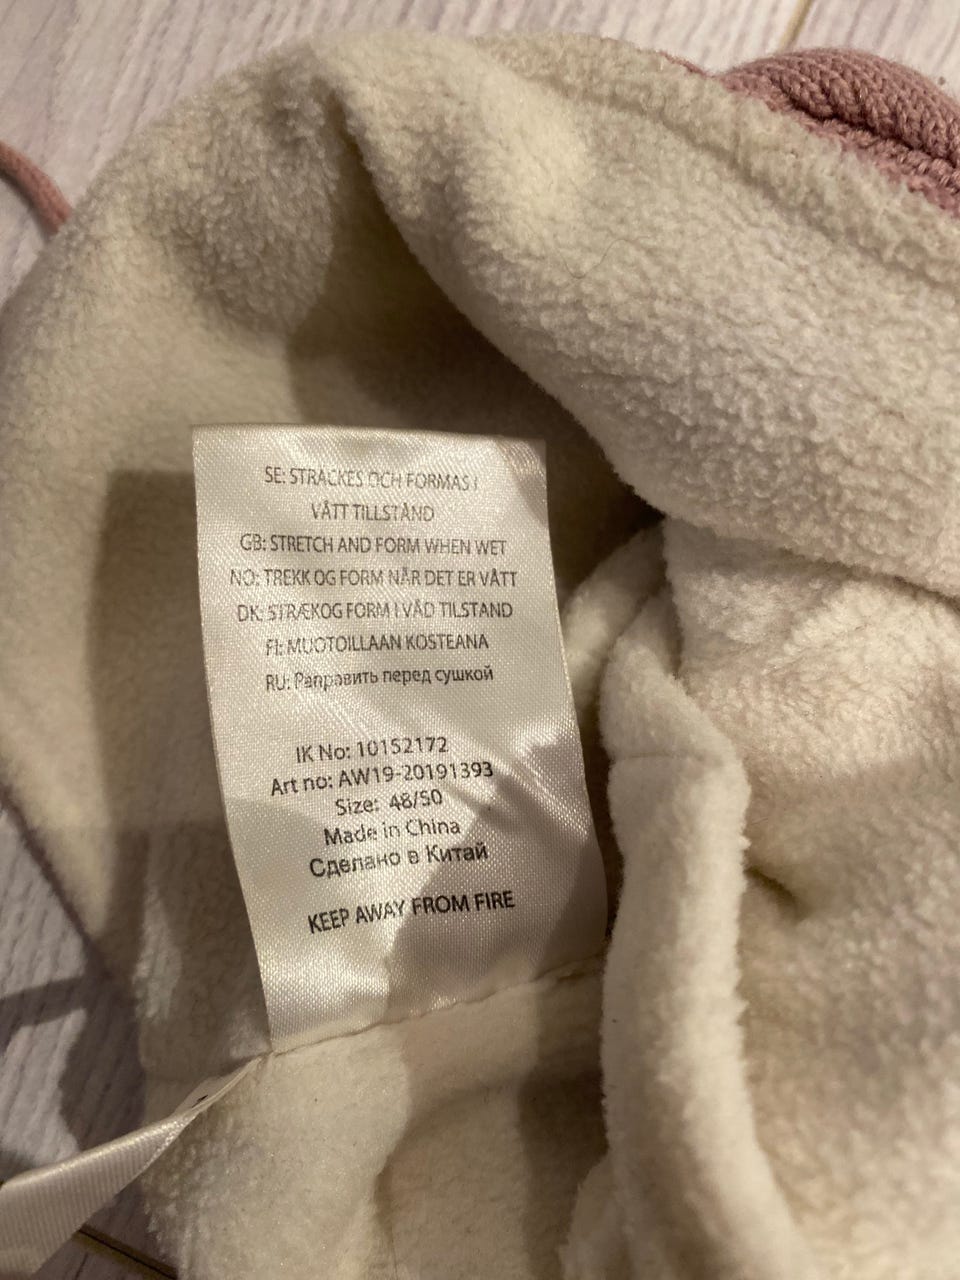 SE: STRÄCKES OCH FORMAS I
VÅTT TILLSTÅND
GB: STRETCH AND FORM WHEN WET
NO: TREKK OG FORM NÅR DET ER VÅTT
DK: STRÆKOG FORM I VÅD TILSTAND
FI: MUOTOILLAAN KOSTEANA
RU: Раправить перед сушкой
IK No: 10152172
Art no: AW19-20191393
Size: 48/50
Made in China
Сделано в Китай
KEEP AWAY FROM FIRE